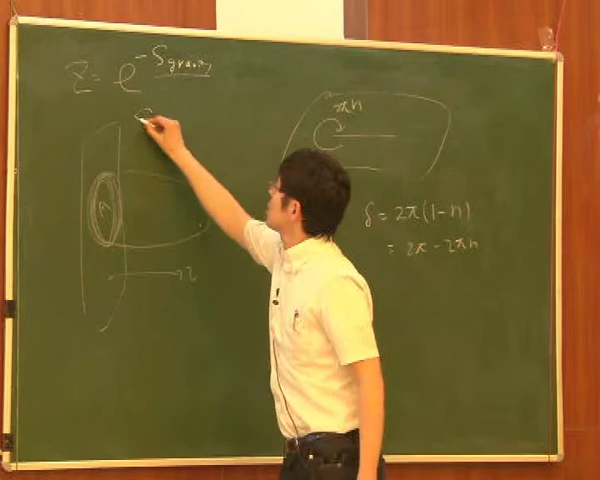 Z = e^{-S_{gravity}}
A
z
2πn
δ = 2π(1-n)
= 2π - 2πn